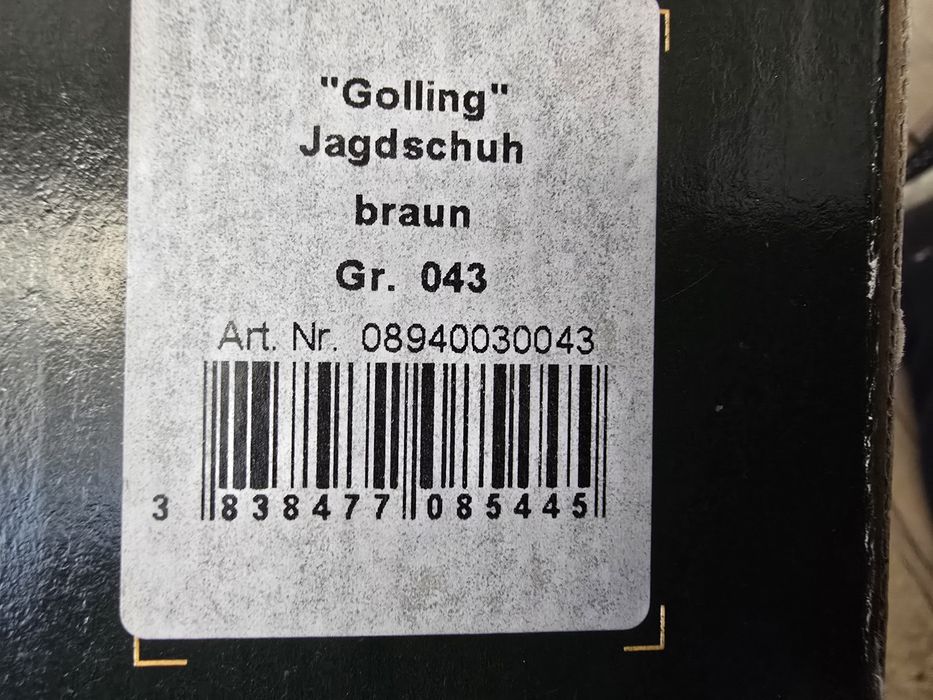 "Golling"
Jagdschuh
braun
Gr. 043
Art. Nr. 08940030043
3 838477 085445